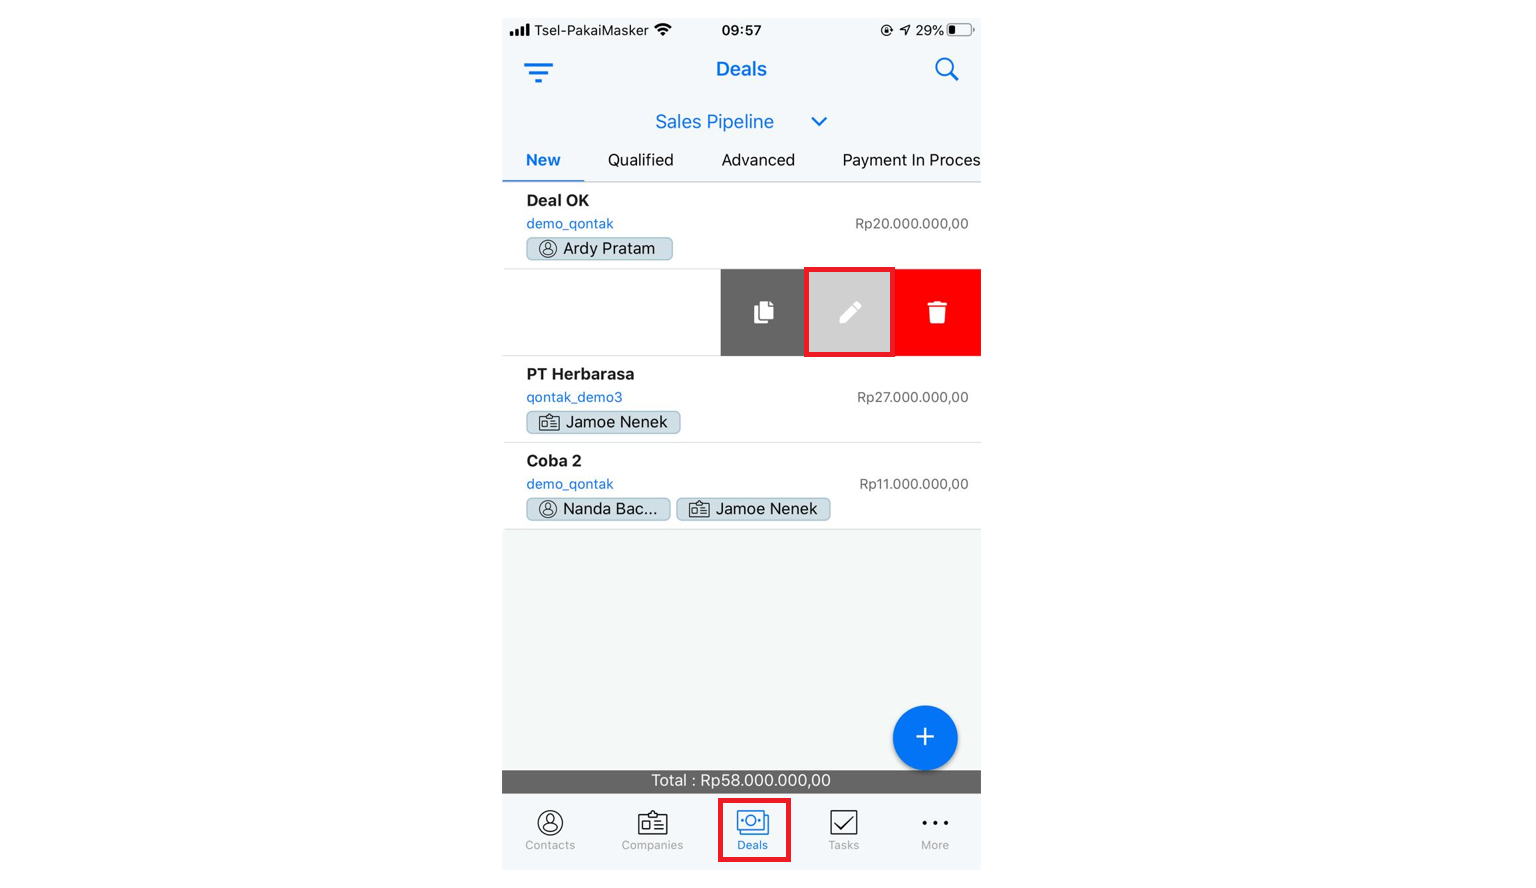 Tsel-PakaiMasker 09:57 29%
Deals
Sales Pipeline
New Qualified Advanced Payment In Proces
Deal OK
demo_qontak Rp20.000.000,00
Ardy Pratam
PT Herbarasa
qontak_demo3 Rp27.000.000,00
Jamoe Nenek
Coba 2
demo_qontak Rp11.000.000,00
Nanda Bac... Jamoe Nenek
Total : Rp58.000.000,00
Contacts Companies Deals Tasks More